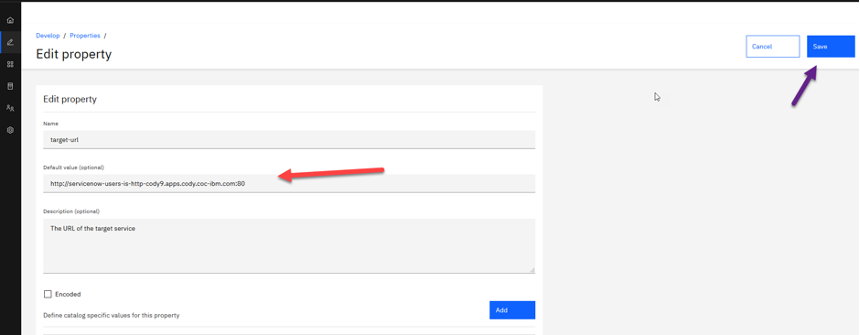 Develop / Properties /
Edit property
Cancel
Save
Edit property
Name
target-url
Default value (optional)
http://servicenow-users-is-http-cody9.apps.cody.coc-ibm.com:80
Description (optional)
The URL of the target service
Encoded
Define catalog specific values for this property
Add